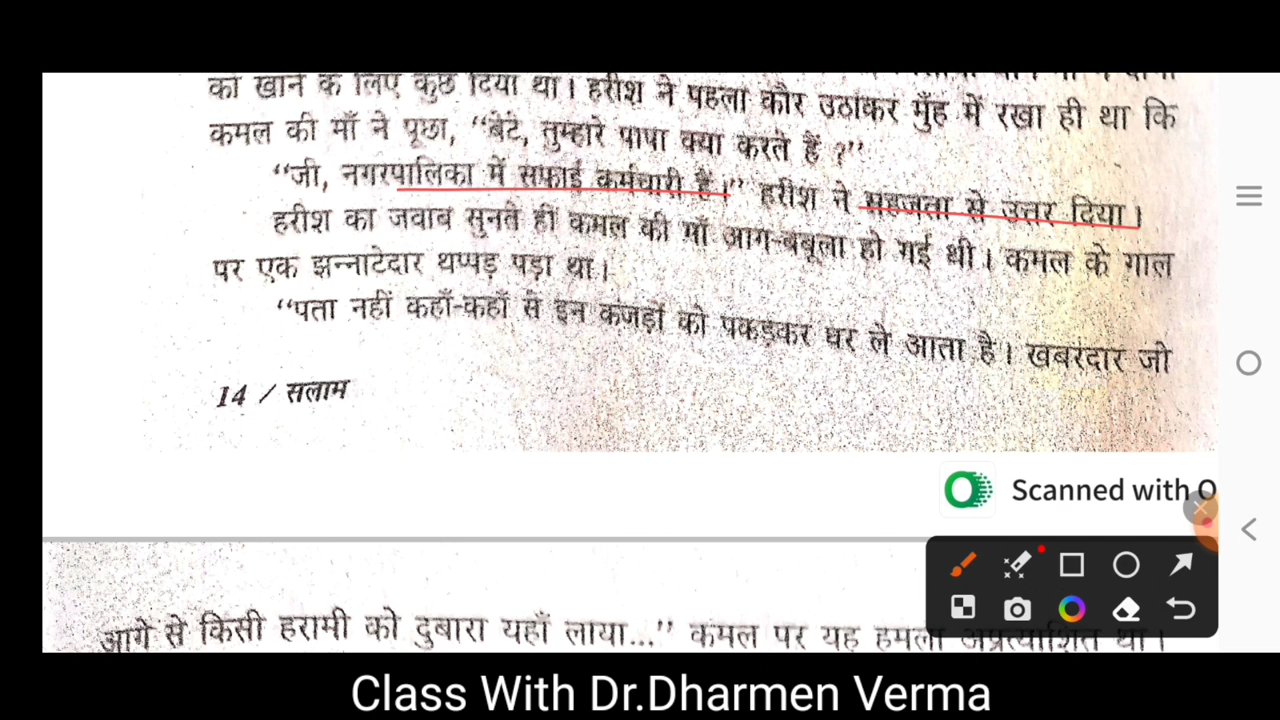 को खाने के लिए कुछ दिया था। हरीश ने पहला कौर उठाकर मुँह में रखा ही था कि
कमल की माँ ने पूछा, ‘‘बेटे, तुम्हारे पापा क्या करते हैं ?’’
‘‘जी, नगरपालिका में सफाई कर्मचारी हैं।’’ हरीश ने सहजता से उत्तर दिया।
हरीश का जवाब सुनते ही कमल की माँ आग-बबूला हो गई थी। कमल के गाल
पर एक झन्नाटेदार थप्पड़ पड़ा था।
‘‘पता नहीं कहाँ-कहाँ से इन कंजड़ों को पकड़कर घर ले आता है। खबरदार जो
14 / सलाम
Scanned with O
आगे से किसी हरामी को दुबारा यहाँ लाया...’’ कमल पर यह हमला अप्रत्याशित था।
Class With Dr.Dharmen Verma